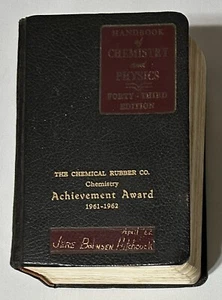 HANDBOOK
of
CHEMISTRY
and
PHYSICS
FORTY-THIRD
EDITION
THE CHEMICAL RUBBER CO.
Chemistry
Achievement Award
1961-1962
April '62
JERE